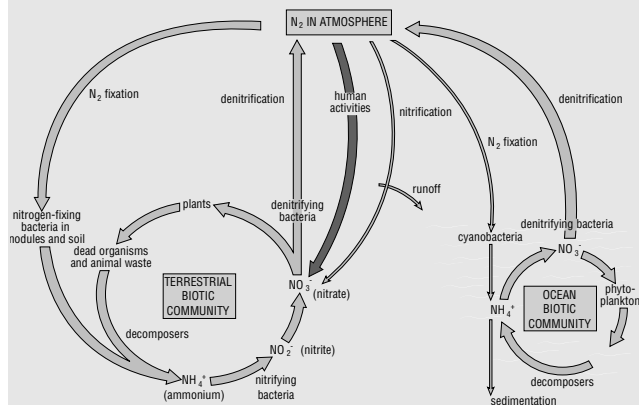 N₂ IN ATMOSPHERE
N₂ fixation
denitrification
human
activities
nitrification
N₂ fixation
denitrification
runoff
nitrogen-fixing
bacteria in
nodules and soil
plants
denitrifying
bacteria
dead organisms
and animal waste
TERRESTRIAL
BIOTIC
COMMUNITY
NO₃⁻
(nitrate)
decomposers
NO₂⁻ (nitrite)
NH₄⁺
(ammonium)
nitrifying
bacteria
cyanobacteria
denitrifying bacteria
NO₃⁻
phyto-
plankton
NH₄⁺
OCEAN
BIOTIC
COMMUNITY
decomposers
sedimentation